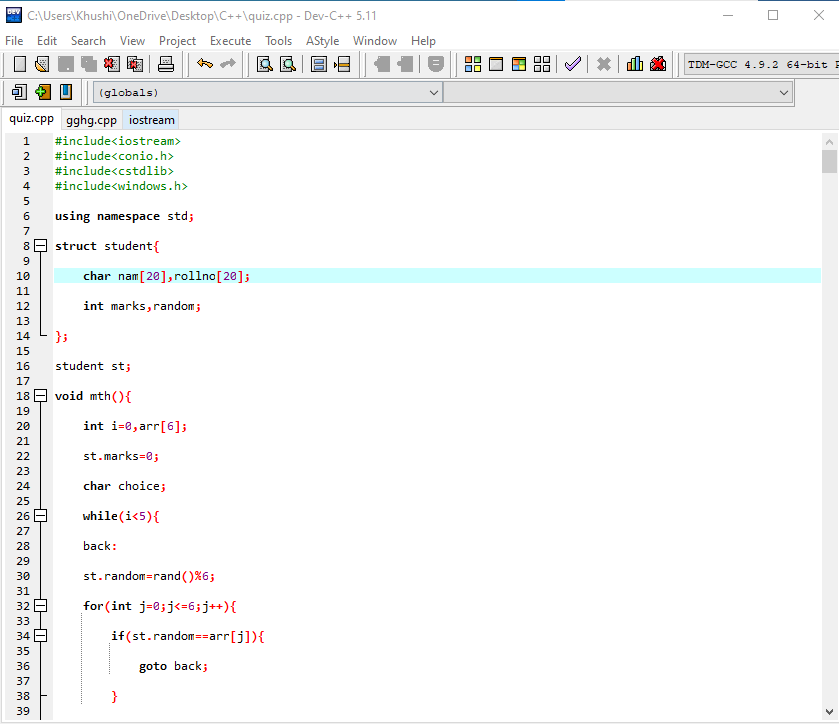 C:\Users\Khushi\OneDrive\Desktop\C++\quiz.cpp - Dev-C++ 5.11
File Edit Search View Project Execute Tools AStyle Window Help
TDM-GCC 4.9.2 64-bit
(globals)
quiz.cpp gghg.cpp iostream
1 #include<iostream>
2 #include<conio.h>
3 #include<cstdlib>
4 #include<windows.h>
5
6 using namespace std;
7
8 struct student{
9
10 char nam[20],rollno[20];
11
12 int marks,random;
13
14 };
15
16 student st;
17
18 void mth(){
19
20 int i=0,arr[6];
21
22 st.marks=0;
23
24 char choice;
25
26 while(i<5){
27
28 back:
29
30 st.random=rand()%6;
31
32 for(int j=0;j<=6;j++){
33
34 if(st.random==arr[j]){
35
36 goto back;
37
38 }
39